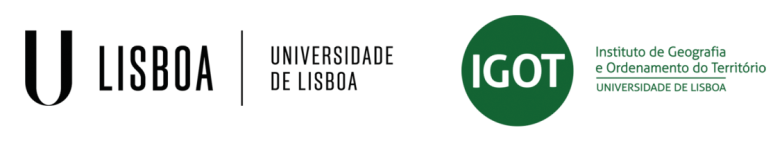 U LISBOA
UNIVERSIDADE
DE LISBOA
IGOT
Instituto de Geografia
e Ordenamento do Território
UNIVERSIDADE DE LISBOA